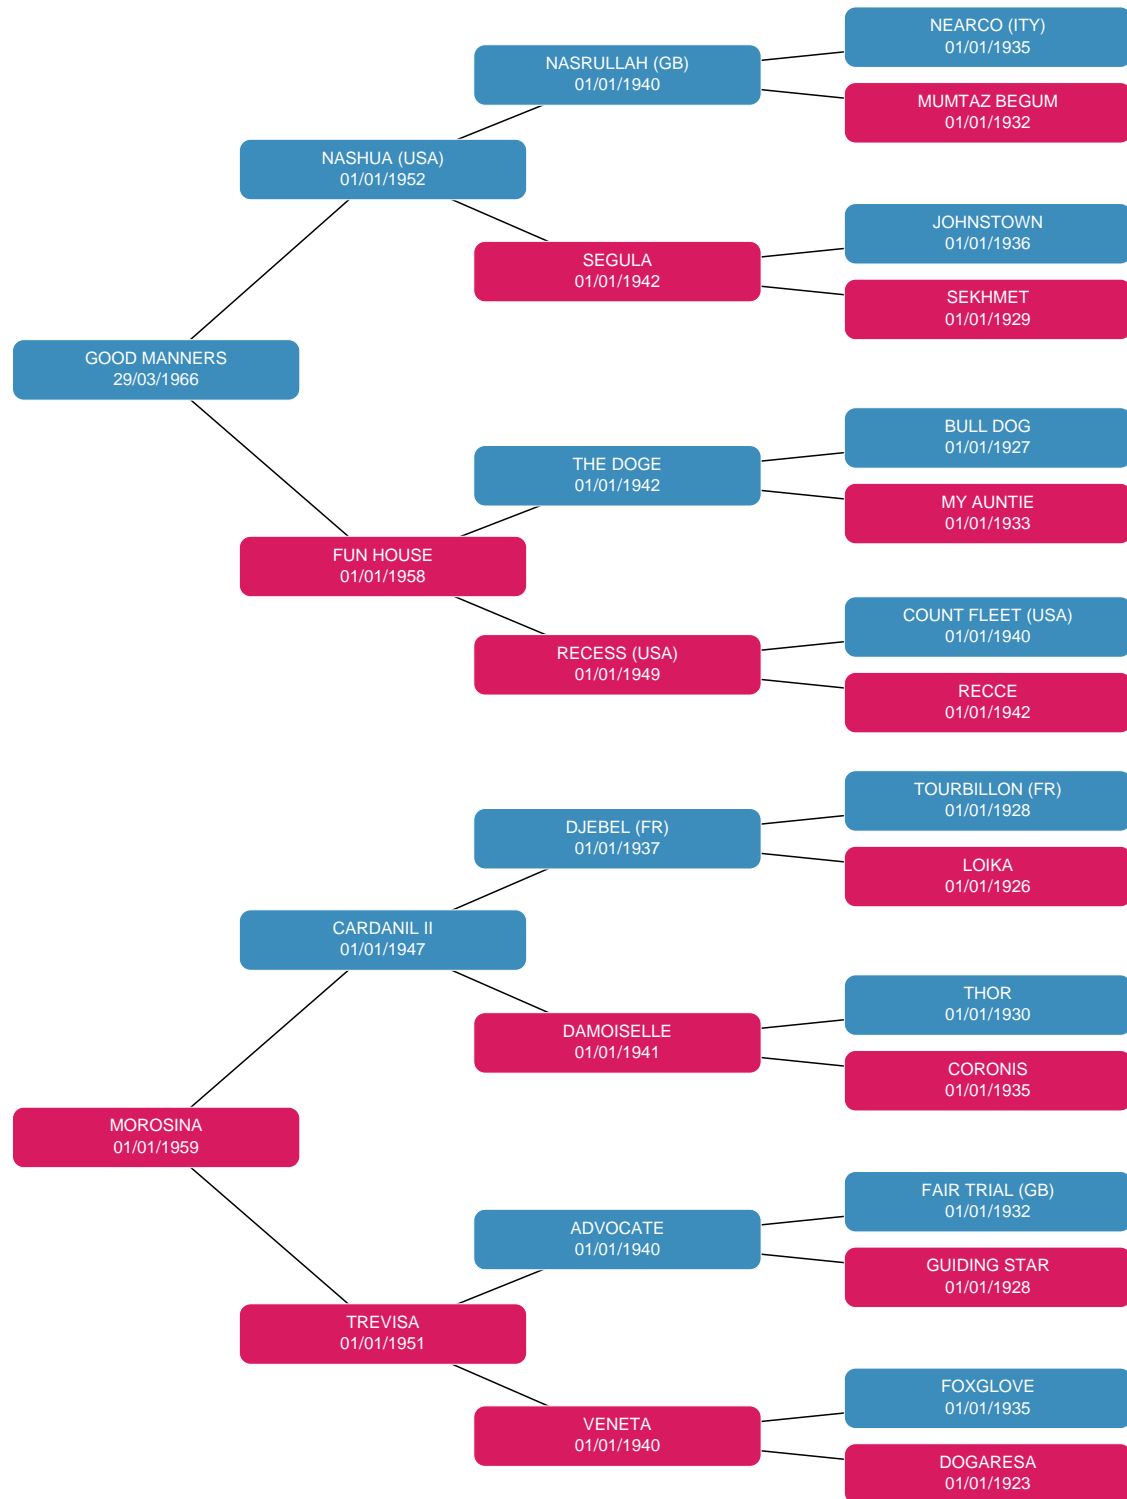 NEARCO (ITY)
01/01/1935
NASRULLAH (GB)
01/01/1940
MUMTAZ BEGUM
01/01/1932
NASHUA (USA)
01/01/1952
JOHNSTOWN
01/01/1936
SEGULA
01/01/1942
SEKHMET
01/01/1929
GOOD MANNERS
29/03/1966
BULL DOG
01/01/1927
THE DOGE
01/01/1942
MY AUNTIE
01/01/1933
FUN HOUSE
01/01/1958
COUNT FLEET (USA)
01/01/1940
RECESS (USA)
01/01/1949
RECCE
01/01/1942
TOURBILLON (FR)
01/01/1928
DJEBEL (FR)
01/01/1937
LOIKA
01/01/1926
CARDANIL II
01/01/1947
THOR
01/01/1930
DAMOISELLE
01/01/1941
CORONIS
01/01/1935
MOROSINA
01/01/1959
FAIR TRIAL (GB)
01/01/1932
ADVOCATE
01/01/1940
GUIDING STAR
01/01/1928
TREVISA
01/01/1951
FOXGLOVE
01/01/1935
VENETA
01/01/1940
DOGARESA
01/01/1923